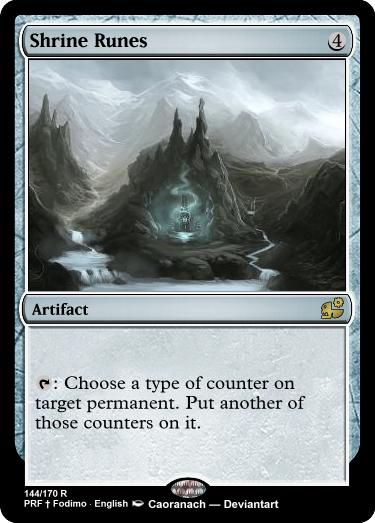 Shrine Runes 4
Artifact
: Choose a type of counter on
target permanent. Put another of
those counters on it.
144/170 R
PRF † Fodimo · English Caoranach — Deviantart